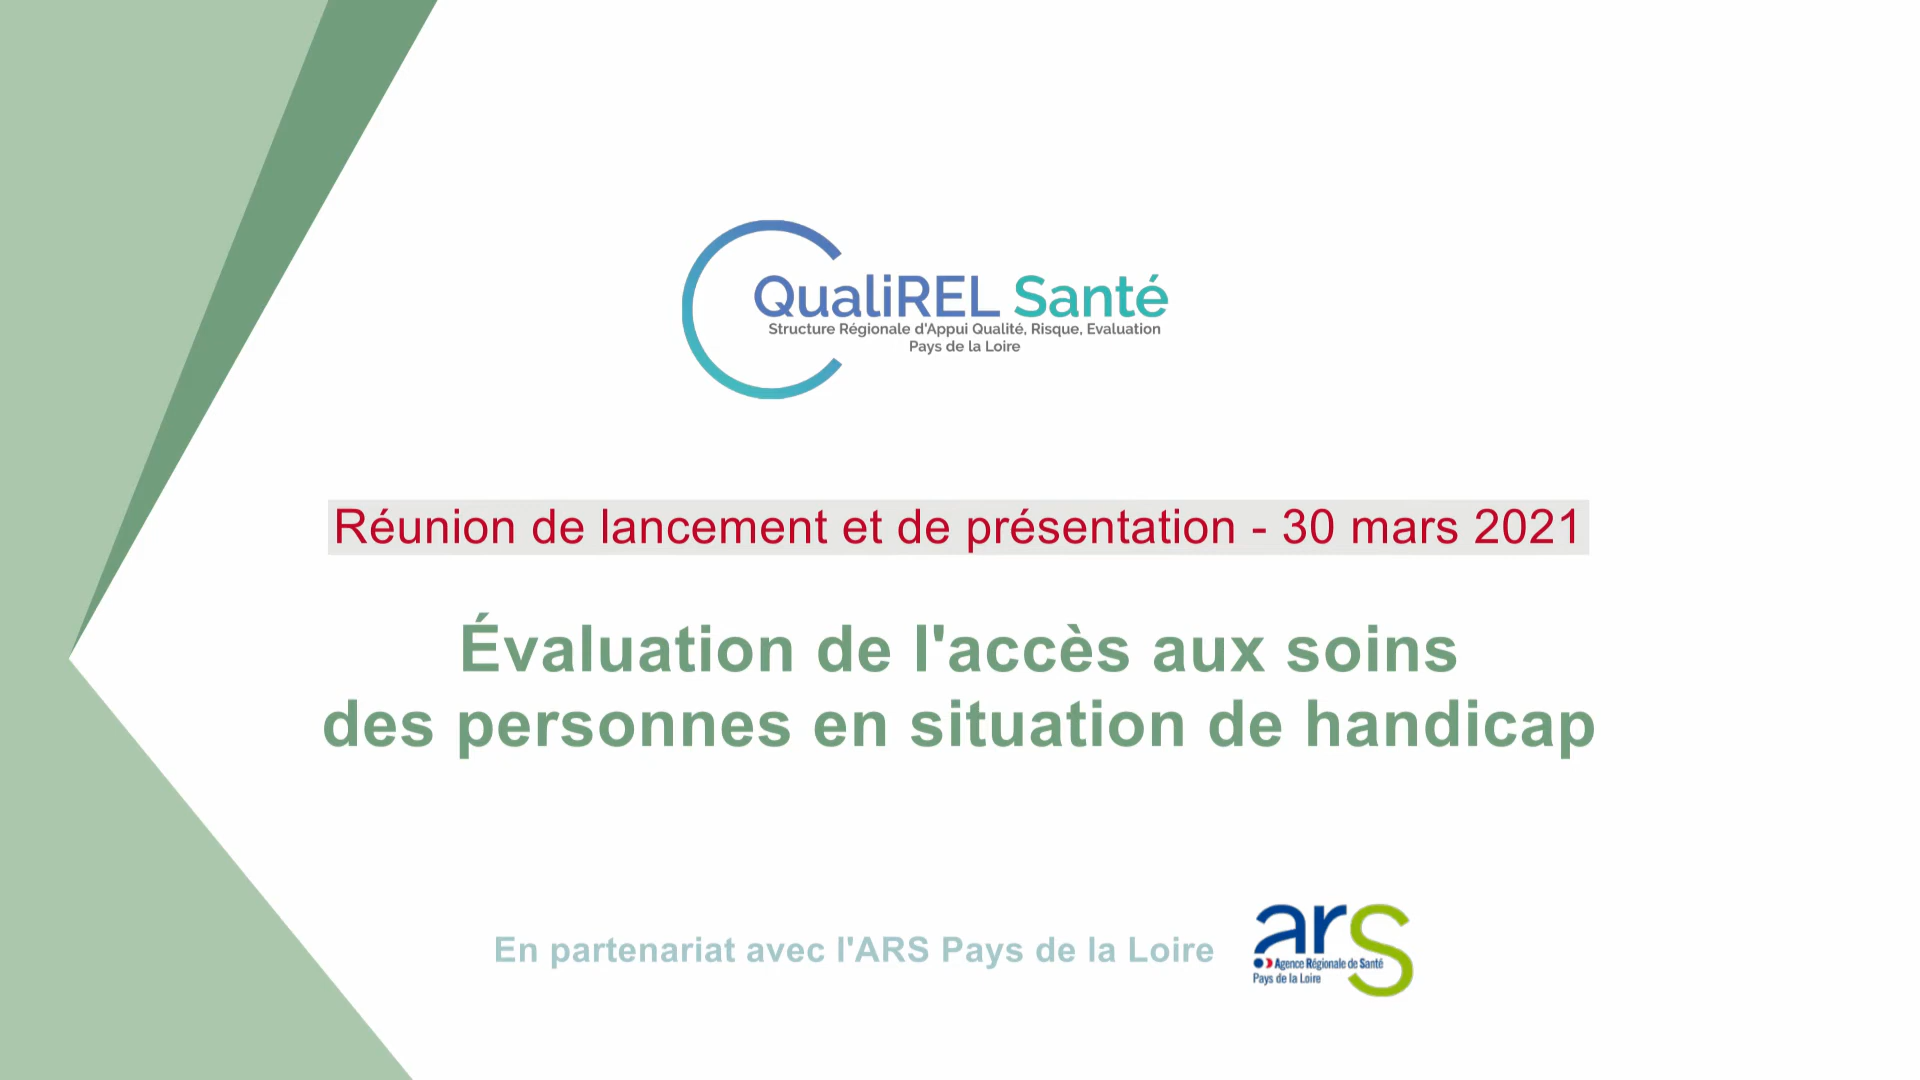 QualiREL Santé
Structure Régionale d'Appui Qualité, Risque, Evaluation
Pays de la Loire
Réunion de lancement et de présentation - 30 mars 2021
Évaluation de l'accès aux soins
des personnes en situation de handicap
En partenariat avec l'ARS Pays de la Loire
ars
Agence Régionale de Santé
Pays de la Loire